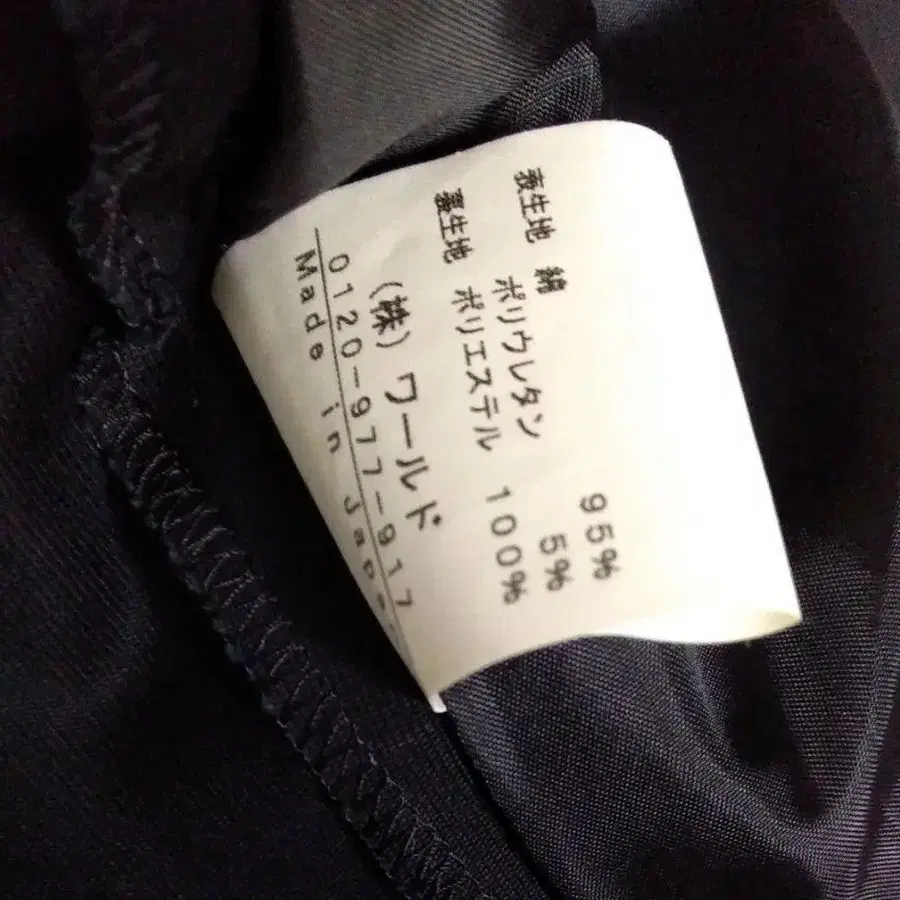 表生地 綿 95%
ポリウレタン 5%
裏生地 ポリエステル 100%
(株) ワールド
0120-977-917
Made in Japan